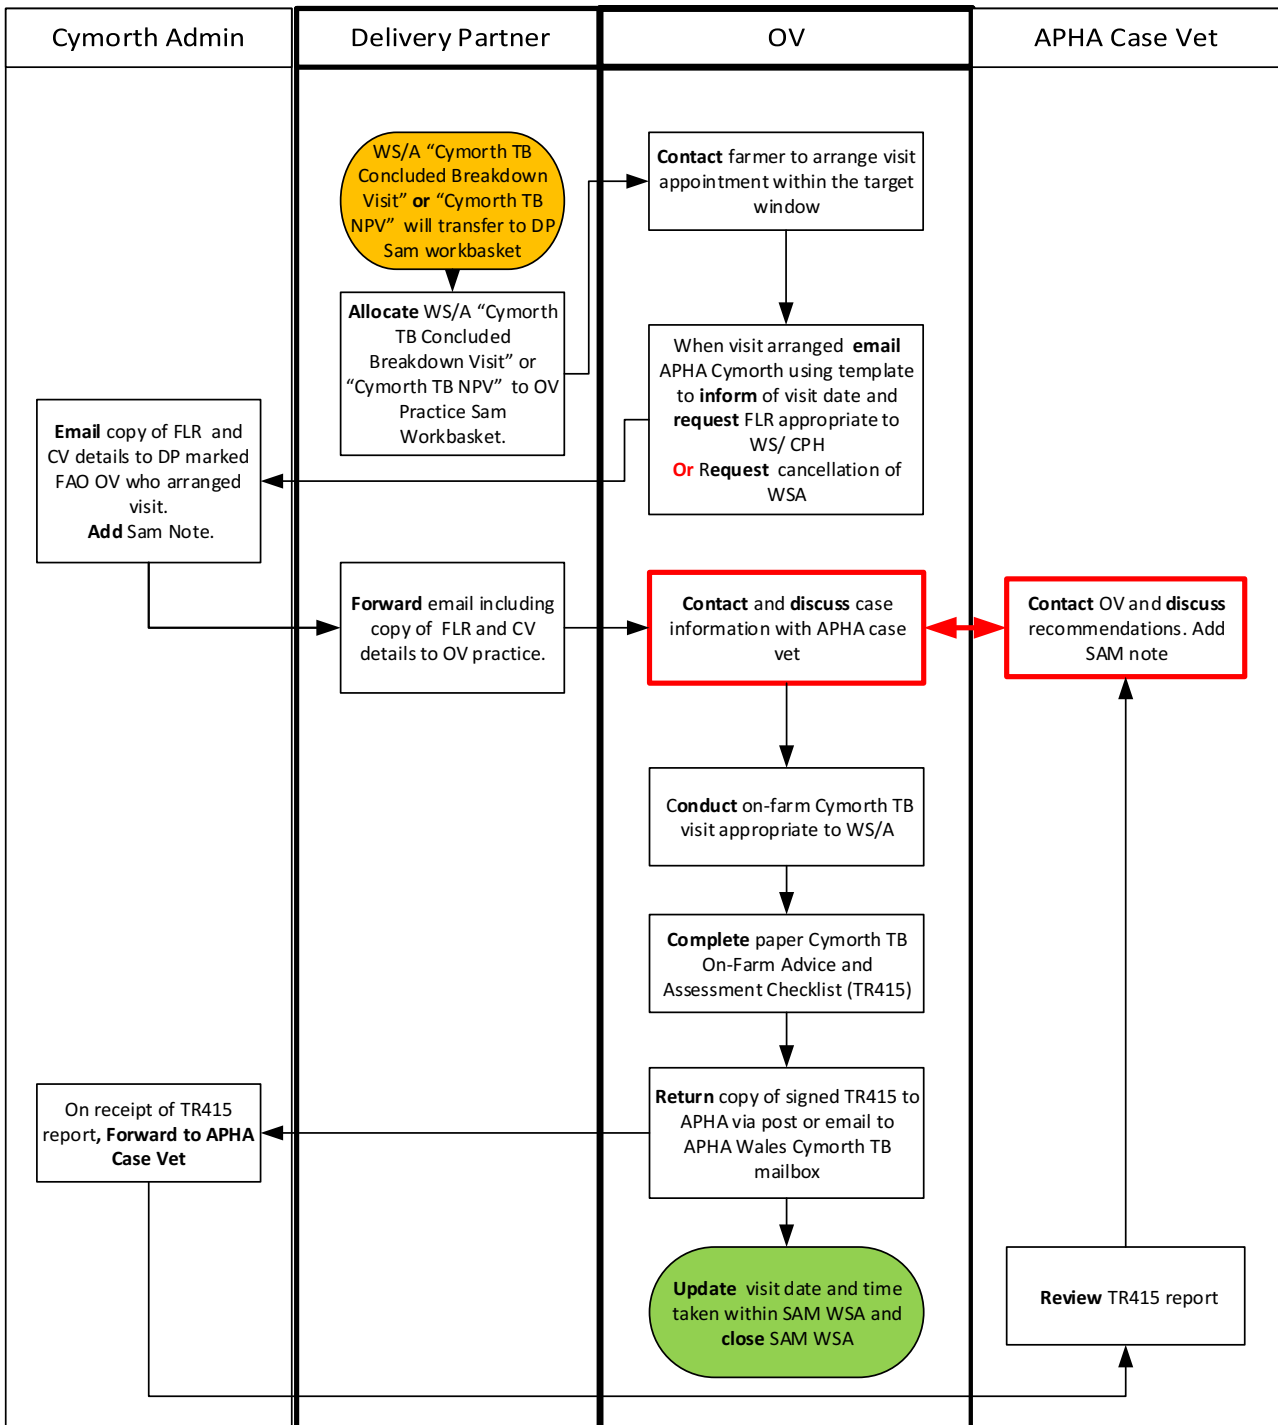 Cymorth Admin
Delivery Partner
OV
APHA Case Vet
WS/A “Cymorth TB
Concluded Breakdown
Visit” or “Cymorth TB
NPV” will transfer to DP
Sam workbasket
Contact farmer to arrange visit
appointment within the target
window
Allocate WS/A “Cymorth
TB Concluded
Breakdown Visit” or
“Cymorth TB NPV” to OV
Practice Sam
Workbasket.
When visit arranged email
APHA Cymorth using template
to inform of visit date and
request FLR appropriate to
WS/ CPH
Or Request cancellation of
WSA
Email copy of FLR and
CV details to DP marked
FAO OV who arranged
visit.
Add Sam Note.
Forward email including
copy of FLR and CV
details to OV practice.
Contact and discuss case
information with APHA case
vet
Contact OV and discuss
recommendations. Add
SAM note
Conduct on-farm Cymorth TB
visit appropriate to WS/A
Complete paper Cymorth TB
On-Farm Advice and
Assessment Checklist (TR415)
Return copy of signed TR415 to
APHA via post or email to
APHA Wales Cymorth TB
mailbox
On receipt of TR415
report, Forward to APHA
Case Vet
Update visit date and time
taken within SAM WSA and
close SAM WSA
Review TR415 report